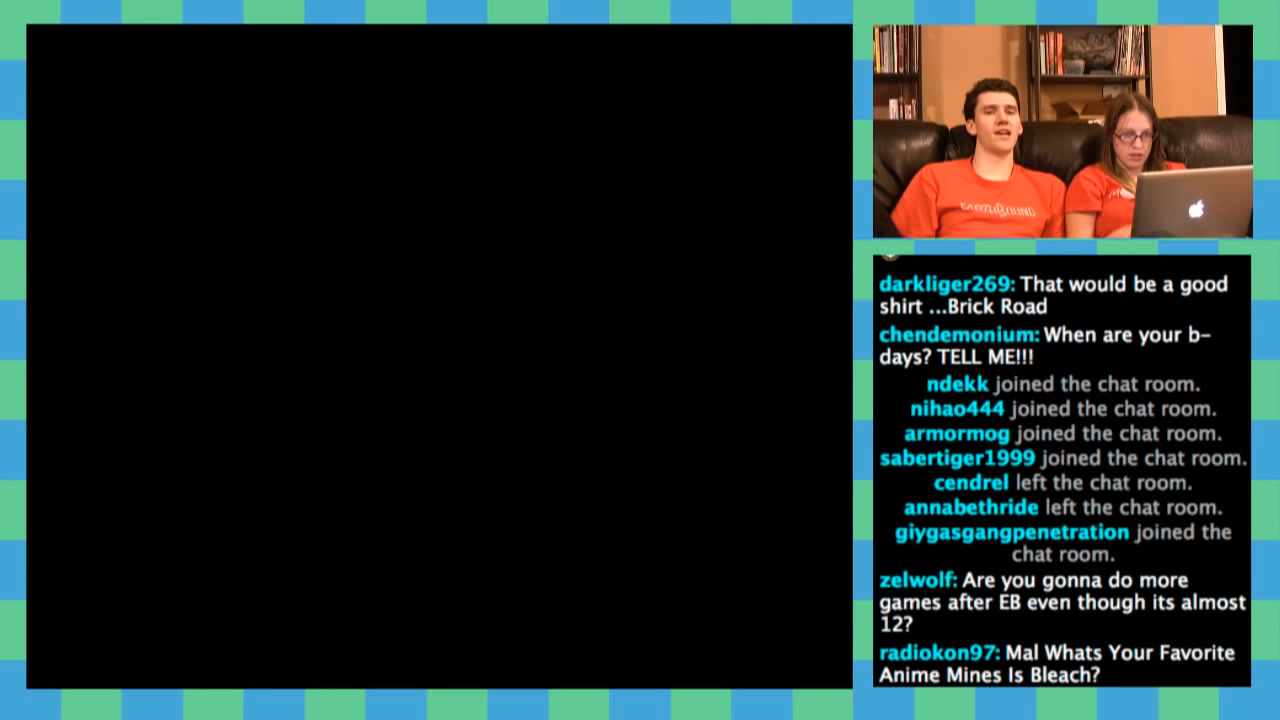 EARTHBOUND
darkliger269: That would be a good
shirt ...Brick Road
chendemonium: When are your b-
days? TELL ME!!!
ndekk joined the chat room.
nihao444 joined the chat room.
armormog joined the chat room.
sabertiger1999 joined the chat room.
cendrel left the chat room.
annabethride left the chat room.
giygasgangpenetration joined the
chat room.
zelwolf: Are you gonna do more
games after EB even though its almost
12?
radiokon97: Mal Whats Your Favorite
Anime Mines Is Bleach?